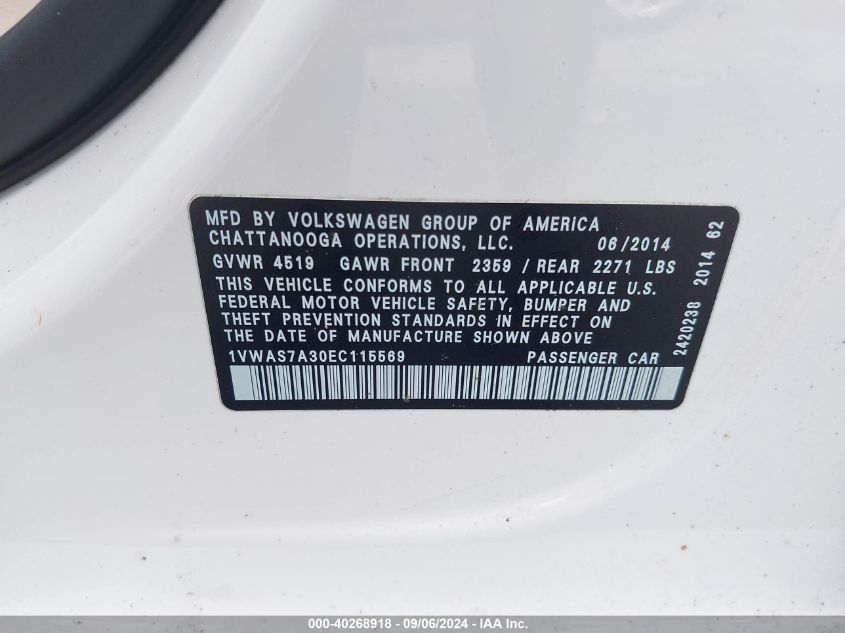 MFD BY VOLKSWAGEN GROUP OF AMERICA
CHATTANOOGA OPERATIONS, LLC. 06/2014
GVWR 4519 GAWR FRONT 2359 / REAR 2271 LBS
THIS VEHICLE CONFORMS TO ALL APPLICABLE U.S.
FEDERAL MOTOR VEHICLE SAFETY, BUMPER AND
THEFT PREVENTION STANDARDS IN EFFECT ON
THE DATE OF MANUFACTURE SHOWN ABOVE
1VWAS7A30EC115569 PASSENGER CAR
2420238 2014 62
000-40268918 - 09/06/2024 - IAA Inc.